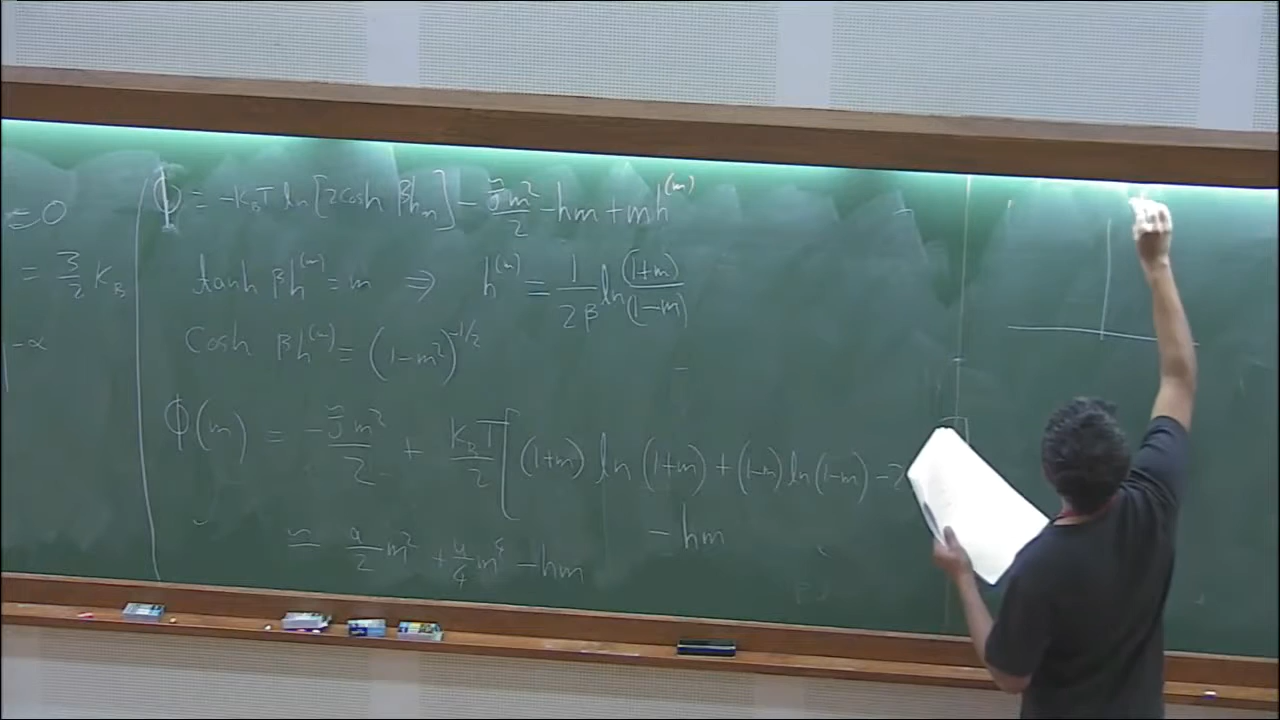 =0
= 3/2 K_B
|^{-α}
ϕ = -k_BT ln[2cosh βh_m] - J̃m²/2 - hm + mh^{(m)}
tanh βh^{(m)} = m ⇒ h^{(m)} = 1/2β ln (1+m)/(1-m)
Cosh βh^{(m)} = (1-m²)^{-1/2}
ϕ(m) = -J̃m²/2 + k_BT/2 [(1+m) ln (1+m) + (1-m) ln (1-m) - 2
- hm
≈ a/2 m² + u/4 m⁴ - hm